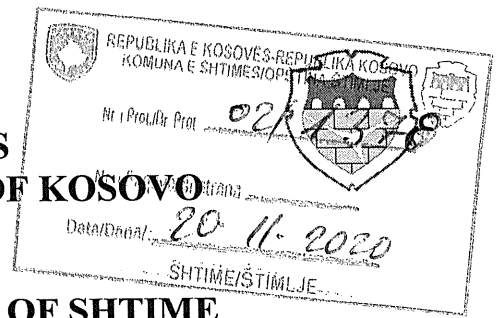 REPUBLIKA E KOSOVËS-REPUBLIKA KOSOVO
KOMUNA E SHTIMES/OPŠTINA ŠTIMLJE
Nr i Prot./Br Prot 02/
S
OF KOSOVO
Data/Dana/: 20 11. 2020
SHTIME/ŠTIMLJE
OF SHTIME